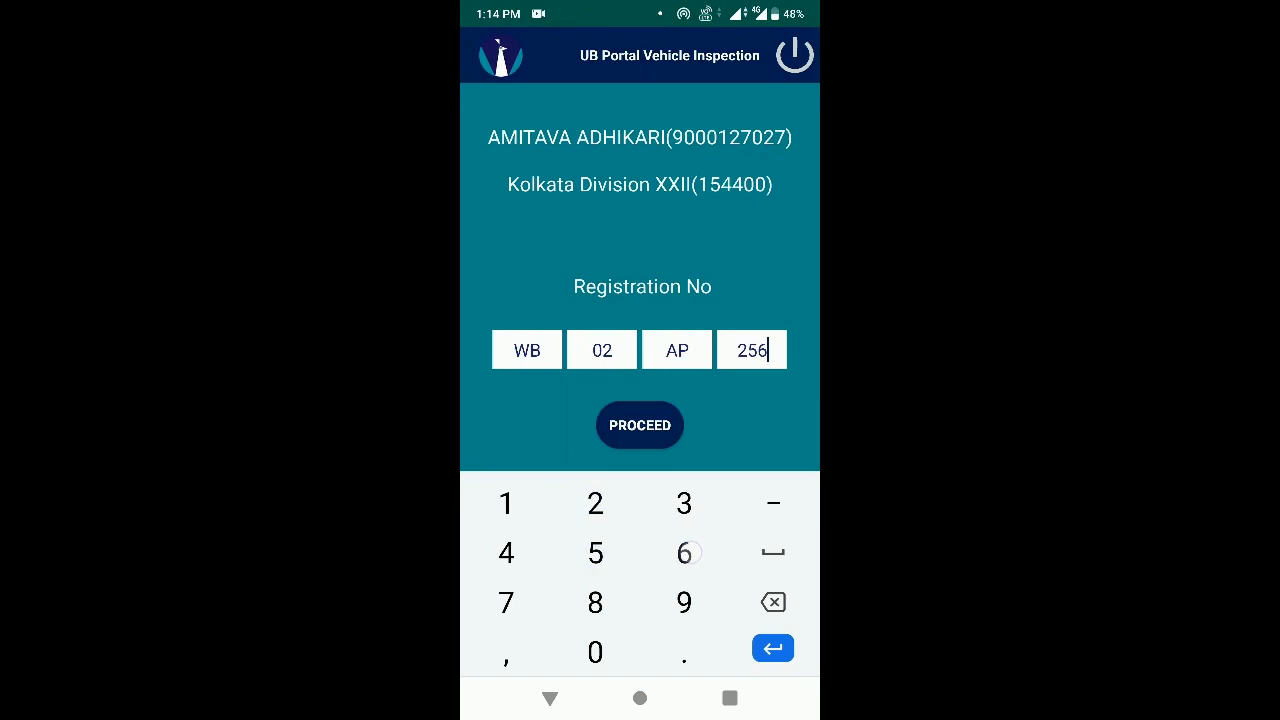 1:14 PM 4G 48%
UB Portal Vehicle Inspection
AMITAVA ADHIKARI(9000127027)
Kolkata Division XXII(154400)
Registration No
WB 02 AP 256
PROCEED
1 2 3 -
4 5 6
7 8 9
, 0 .